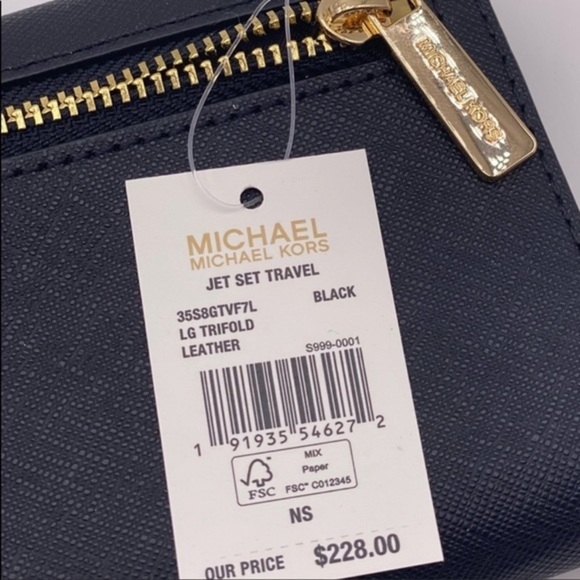 MICHAEL KORS
MICHAEL
MICHAEL KORS
JET SET TRAVEL
35S8GTVF7L BLACK
LG TRIFOLD
LEATHER
S999-0001
1 91935 54627 2
FSC
MIX
Paper
FSC™ C012345
NS
OUR PRICE $228.00